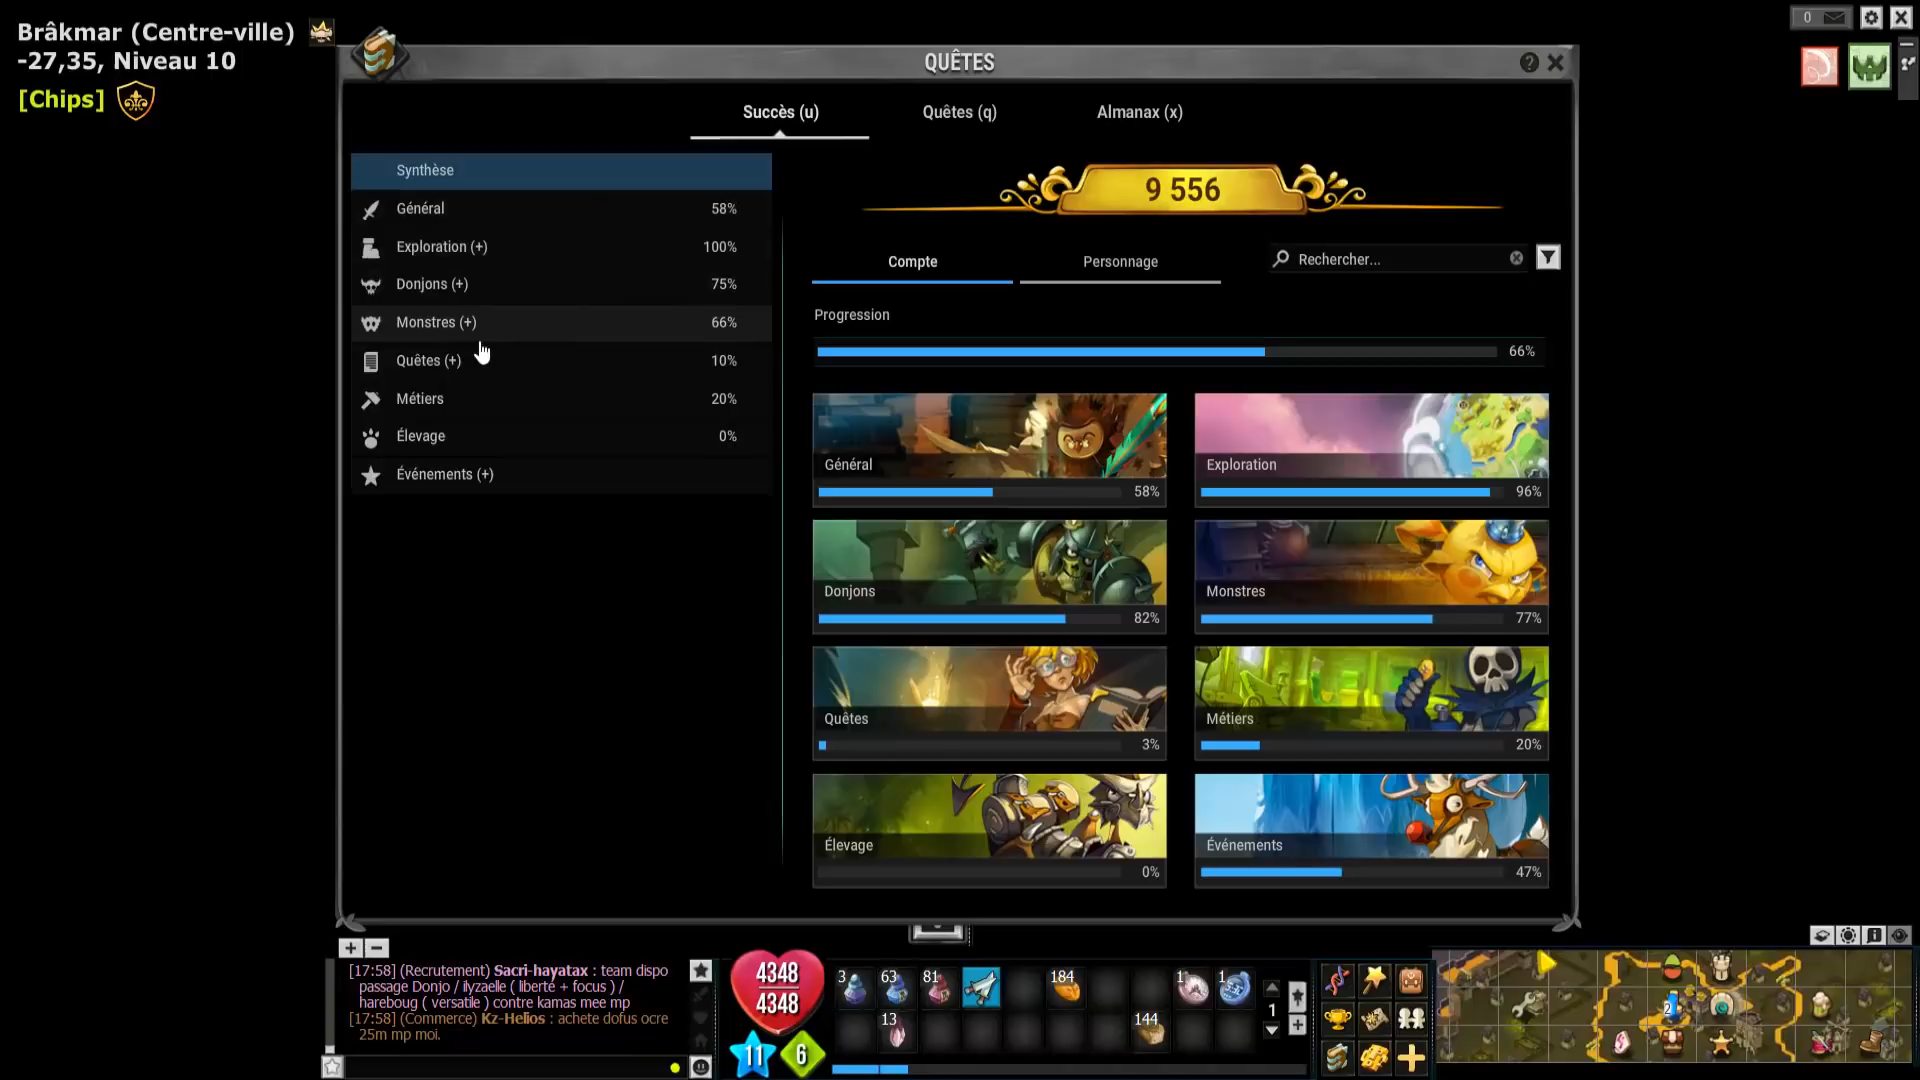 Brâkmar (Centre-ville)
-27,35, Niveau 10
[Chips]
0
QUÊTES
Succès (u)
Quêtes (q)
Almanax (x)
Synthèse
Général 58%
Exploration (+) 100%
Donjons (+) 75%
Monstres (+) 66%
Quêtes (+) 10%
Métiers 20%
Élevage 0%
Événements (+)
9 556
Compte
Personnage
Rechercher...
Progression
66%
Général
58%
Exploration
96%
Donjons
82%
Monstres
77%
Quêtes
3%
Métiers
20%
Élevage
0%
Événements
47%
[17:58] (Recrutement) Sacri-hayatax : team dispo
passage Donjo / ilyzaelle ( liberté + focus ) /
hareboug ( versatile ) contre kamas mee mp
[17:58] (Commerce) Kz-Helios : achete dofus ocre
25m mp moi.
4348
4348
11
6
3
63
81
184
1
1
13
144
1
2